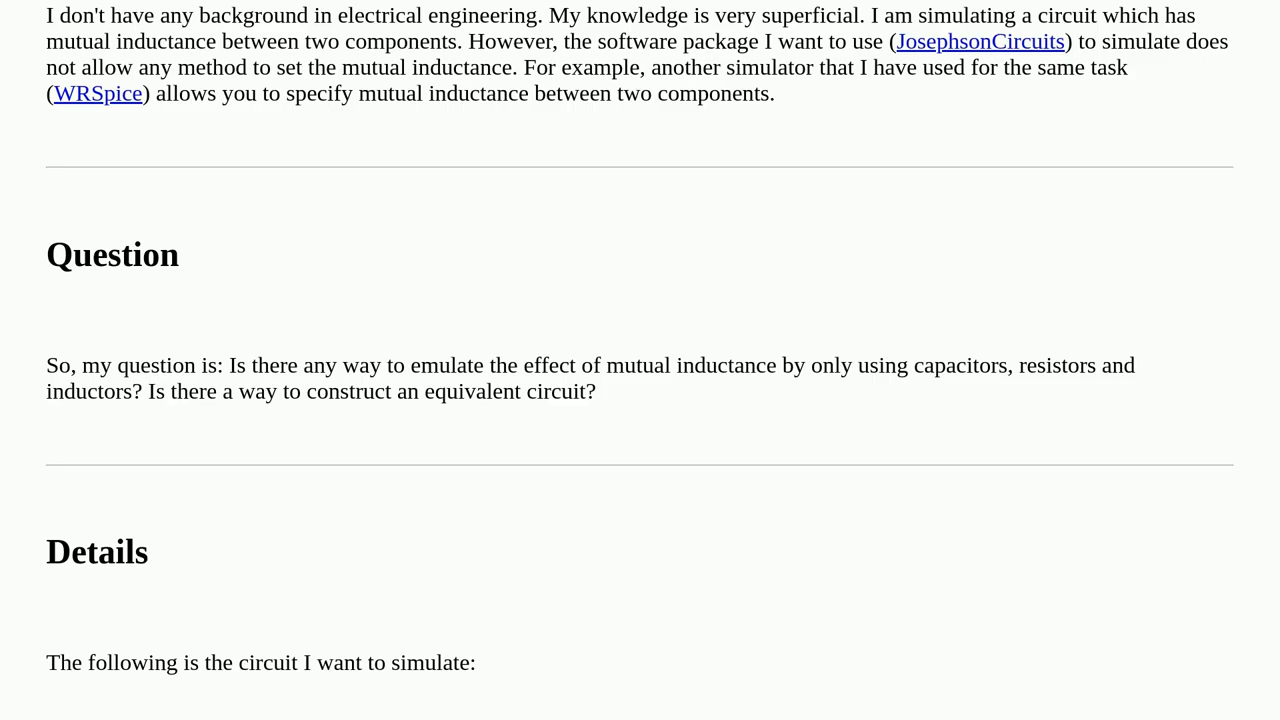 I don't have any background in electrical engineering. My knowledge is very superficial. I am simulating a circuit which has
mutual inductance between two components. However, the software package I want to use (JosephsonCircuits) to simulate does
not allow any method to set the mutual inductance. For example, another simulator that I have used for the same task
(WRSpice) allows you to specify mutual inductance between two components.
Question
So, my question is: Is there any way to emulate the effect of mutual inductance by only using capacitors, resistors and
inductors? Is there a way to construct an equivalent circuit?
Details
The following is the circuit I want to simulate: